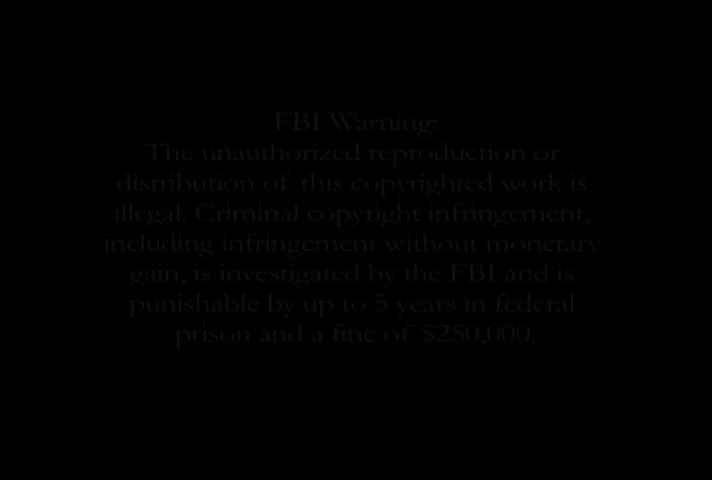 FBI Warning:
The unauthorized reproduction or
distribution of this copyrighted work is
illegal. Criminal copyright infringement,
including infringement without monetary
gain, is investigated by the FBI and is
punishable by up to 5 years in federal
prison and a fine of $250,000.